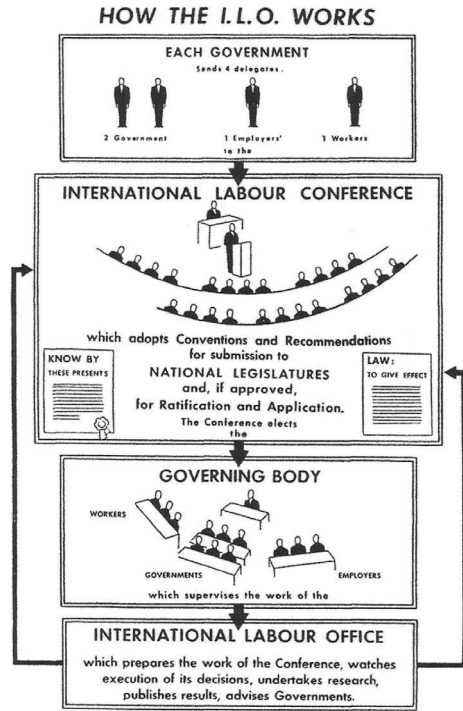 HOW THE I.L.O. WORKS
EACH GOVERNMENT
Sends 4 delegates.
2 Government
1 Employers'
1 Workers
to the
INTERNATIONAL LABOUR CONFERENCE
which adopts Conventions and Recommendations
for submission to
KNOW BY
THESE PRESENTS
NATIONAL LEGISLATURES
and, if approved,
for Ratification and Application.
LAW:
TO GIVE EFFECT
The Conference elects
the
GOVERNING BODY
WORKERS
GOVERNMENTS
EMPLOYERS
which supervises the work of the
INTERNATIONAL LABOUR OFFICE
which prepares the work of the Conference, watches
execution of its decisions, undertakes research,
publishes results, advises Governments.